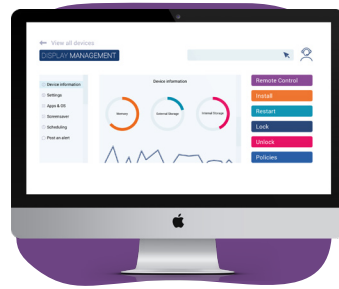 View all devices
DISPLAY MANAGEMENT
Device information
Settings
Apps & OS
Screensaver
Scheduling
Post an alert
Device information
Memory
External Storage
Internal Storage
Remote Control
Install
Restart
Lock
Unlock
Policies